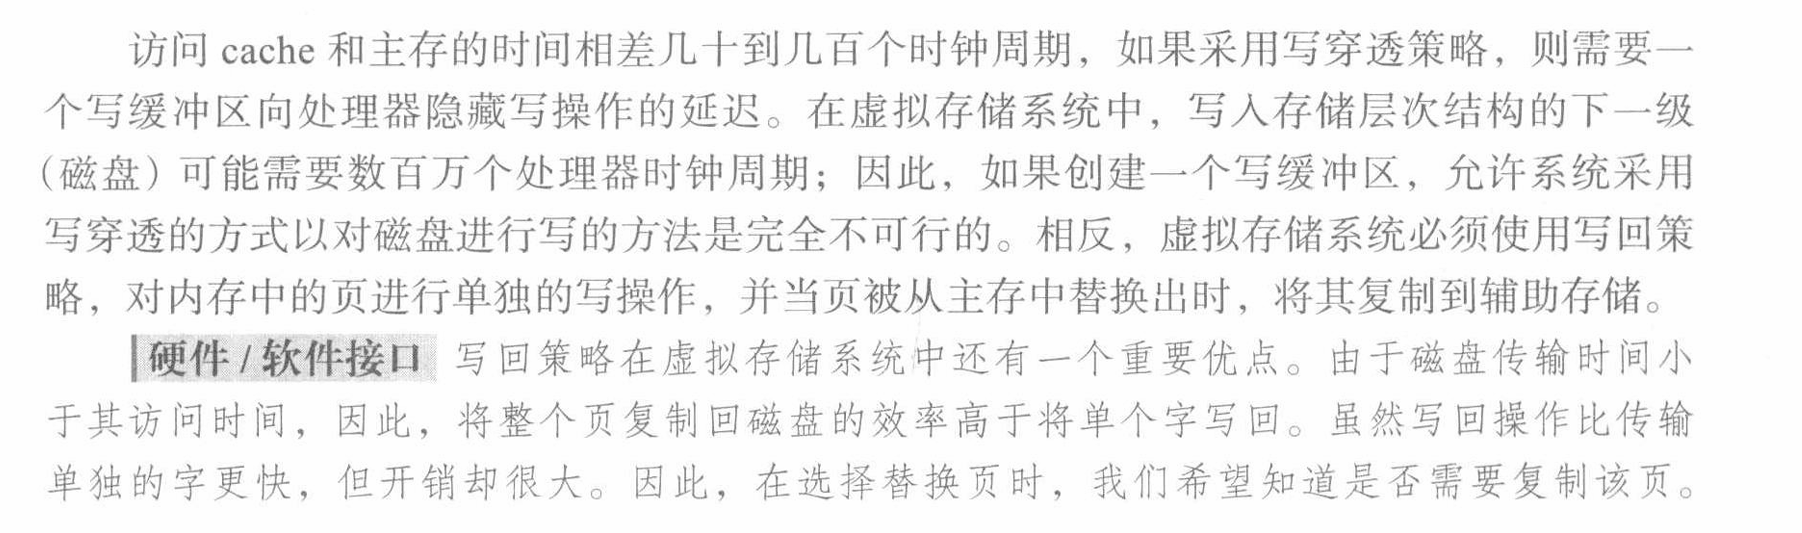 访问 cache 和主存的时间相差几十到几百个时钟周期，如果采用写穿透策略，则需要一
个写缓冲区向处理器隐藏写操作的延迟。在虚拟存储系统中，写入存储层次结构的下一级
（磁盘）可能需要数百万个处理器时钟周期；因此，如果创建一个写缓冲区，允许系统采用
写穿透的方式以对磁盘进行写的方法是完全不可行的。相反，虚拟存储系统必须使用写回策
略，对内存中的页进行单独的写操作，并当页被从主存中替换出时，将其复制到辅助存储。
硬件 / 软件接口 写回策略在虚拟存储系统中还有一个重要优点。由于磁盘传输时间小
于其访问时间，因此，将整个页复制回磁盘的效率高于将单个字写回。虽然写回操作比传输
单独的字更快，但开销却很大。因此，在选择替换页时，我们希望知道是否需要复制该页。